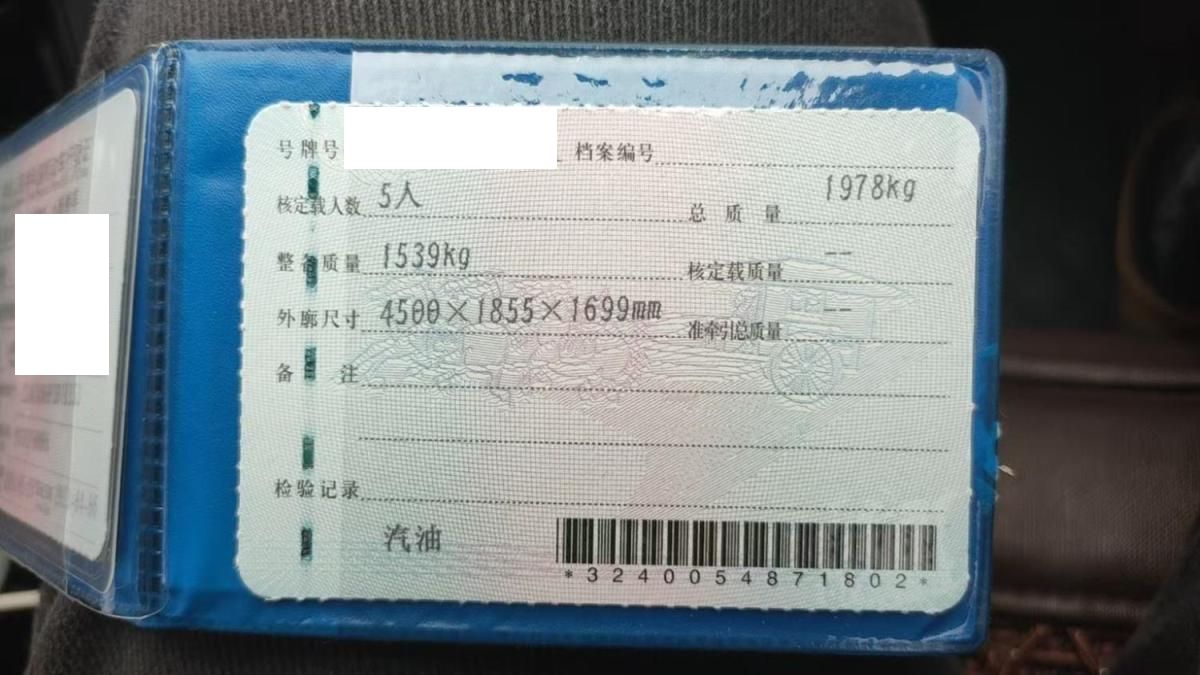 号牌号 档案编号
核定载人数 5人 总质量 1978kg
整备质量 1539kg 核定载质量 --
外廓尺寸 4500×1855×1699mm 准牵引总质量 --
备注
检验记录
汽油
*3240054871802*